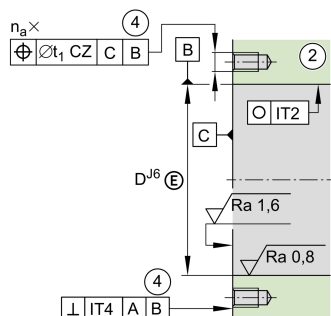 nₐ×
④
⌖ ∅t₁ CZ C B
B
②
○ IT2
C
D^J6 Ⓔ
Ra 1,6
Ra 0,8
④
⊥ IT4 A B